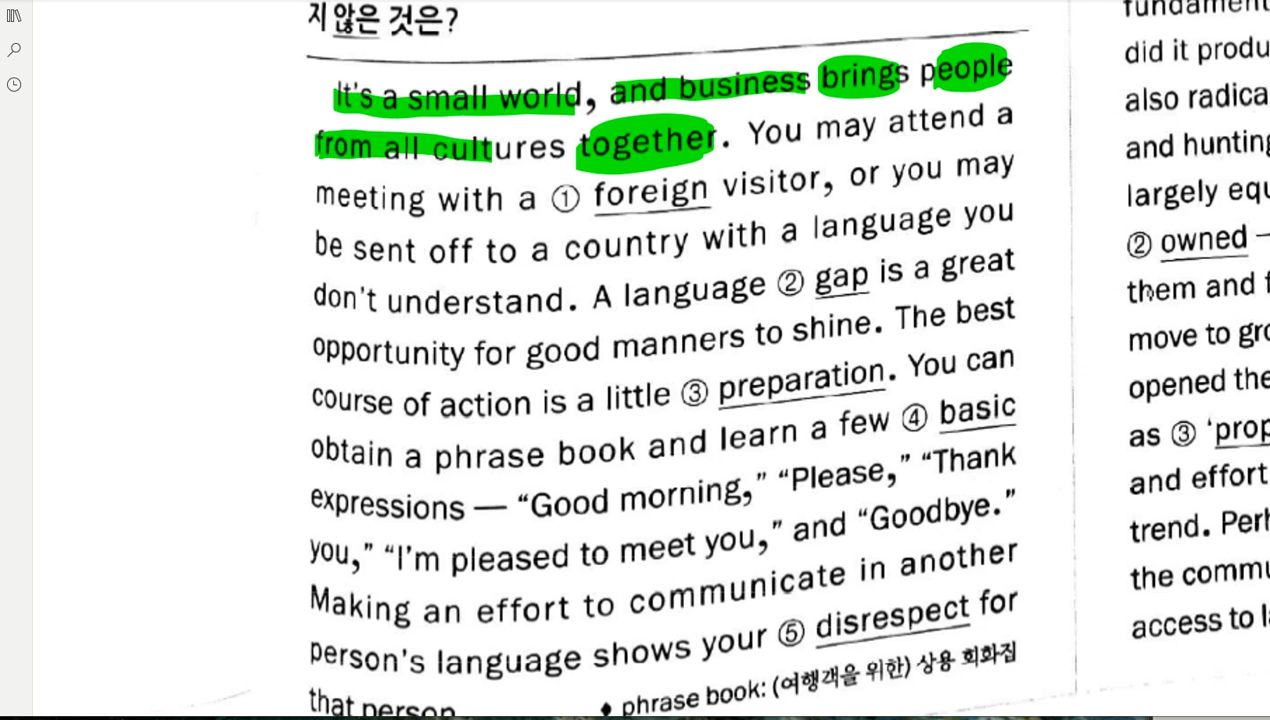 지 않은 것은?
It's a small world, and business brings people
from all cultures together. You may attend a
meeting with a ① foreign visitor, or you may
be sent off to a country with a language you
don't understand. A language ② gap is a great
opportunity for good manners to shine. The best
course of action is a little ③ preparation. You can
obtain a phrase book and learn a few ④ basic
expressions — “Good morning,” “Please,” “Thank
you,” “I'm pleased to meet you,” and “Goodbye.”
Making an effort to communicate in another
person's language shows your ⑤ disrespect for
that person
◆ phrase book: (여행객을 위한) 상용 회화집
did it produ
also radica
and hunting
largely equ
② owned –
them and f
move to gro
opened the
as ③ ‘prop
and effort
trend. Perh
the commu
access to l